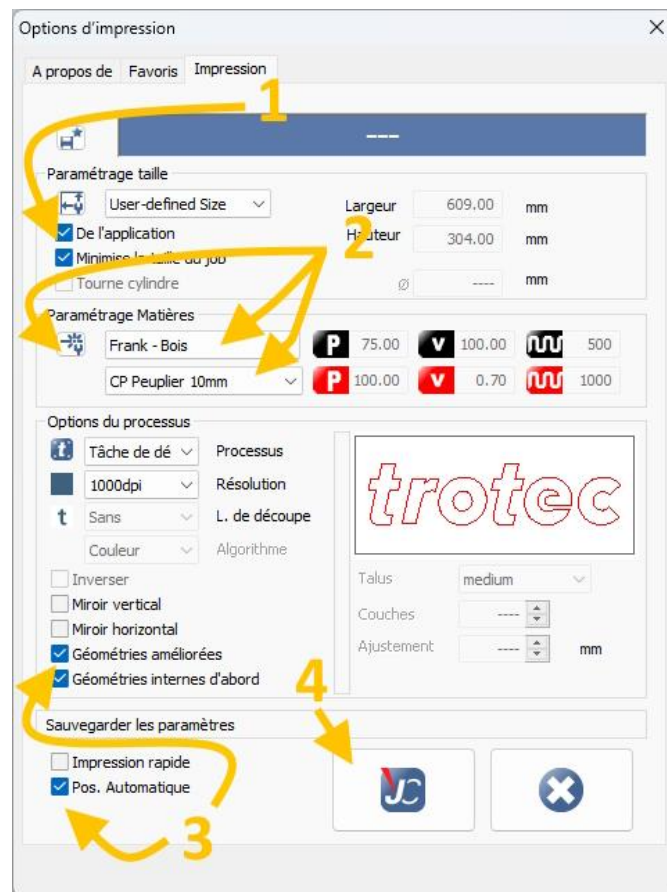 Options d'impression
A propos de Favoris Impression
1
---
Paramétrage taille
User-defined Size Largeur 609.00 mm
De l'application Hauteur 304.00 mm
2
Minimise la taille du job
Tourne cylindre Ø ---- mm
Paramétrage Matières
Frank - Bois P 75.00 v 100.00 500
CP Peuplier 10mm P 100.00 v 0.70 1000
Options du processus
t Tâche de dé Processus
1000dpi Résolution
t Sans L. de découpe
Couleur Algorithme
trotec
Inverser Talus medium
Miroir vertical
Miroir horizontal Couches ----
Géométries améliorées Ajustement ---- mm
Géométries internes d'abord
4
Sauvegarder les paramètres
Impression rapide
Pos. Automatique
JC
3